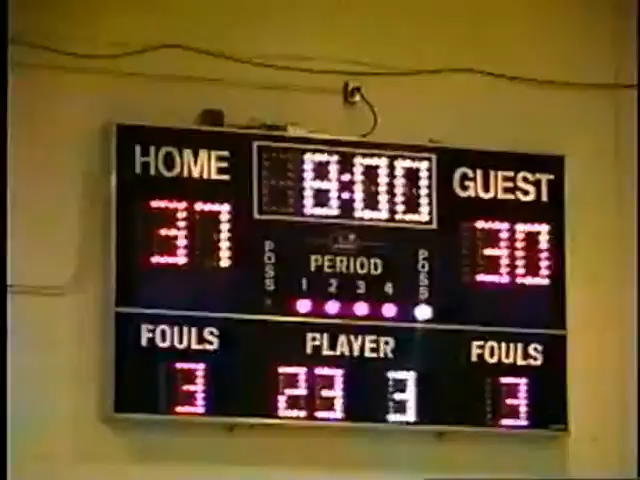 HOME 8:00 GUEST
37 30
POSS PERIOD POSS
1 2 3 4
FOULS PLAYER FOULS
3 23 3 3